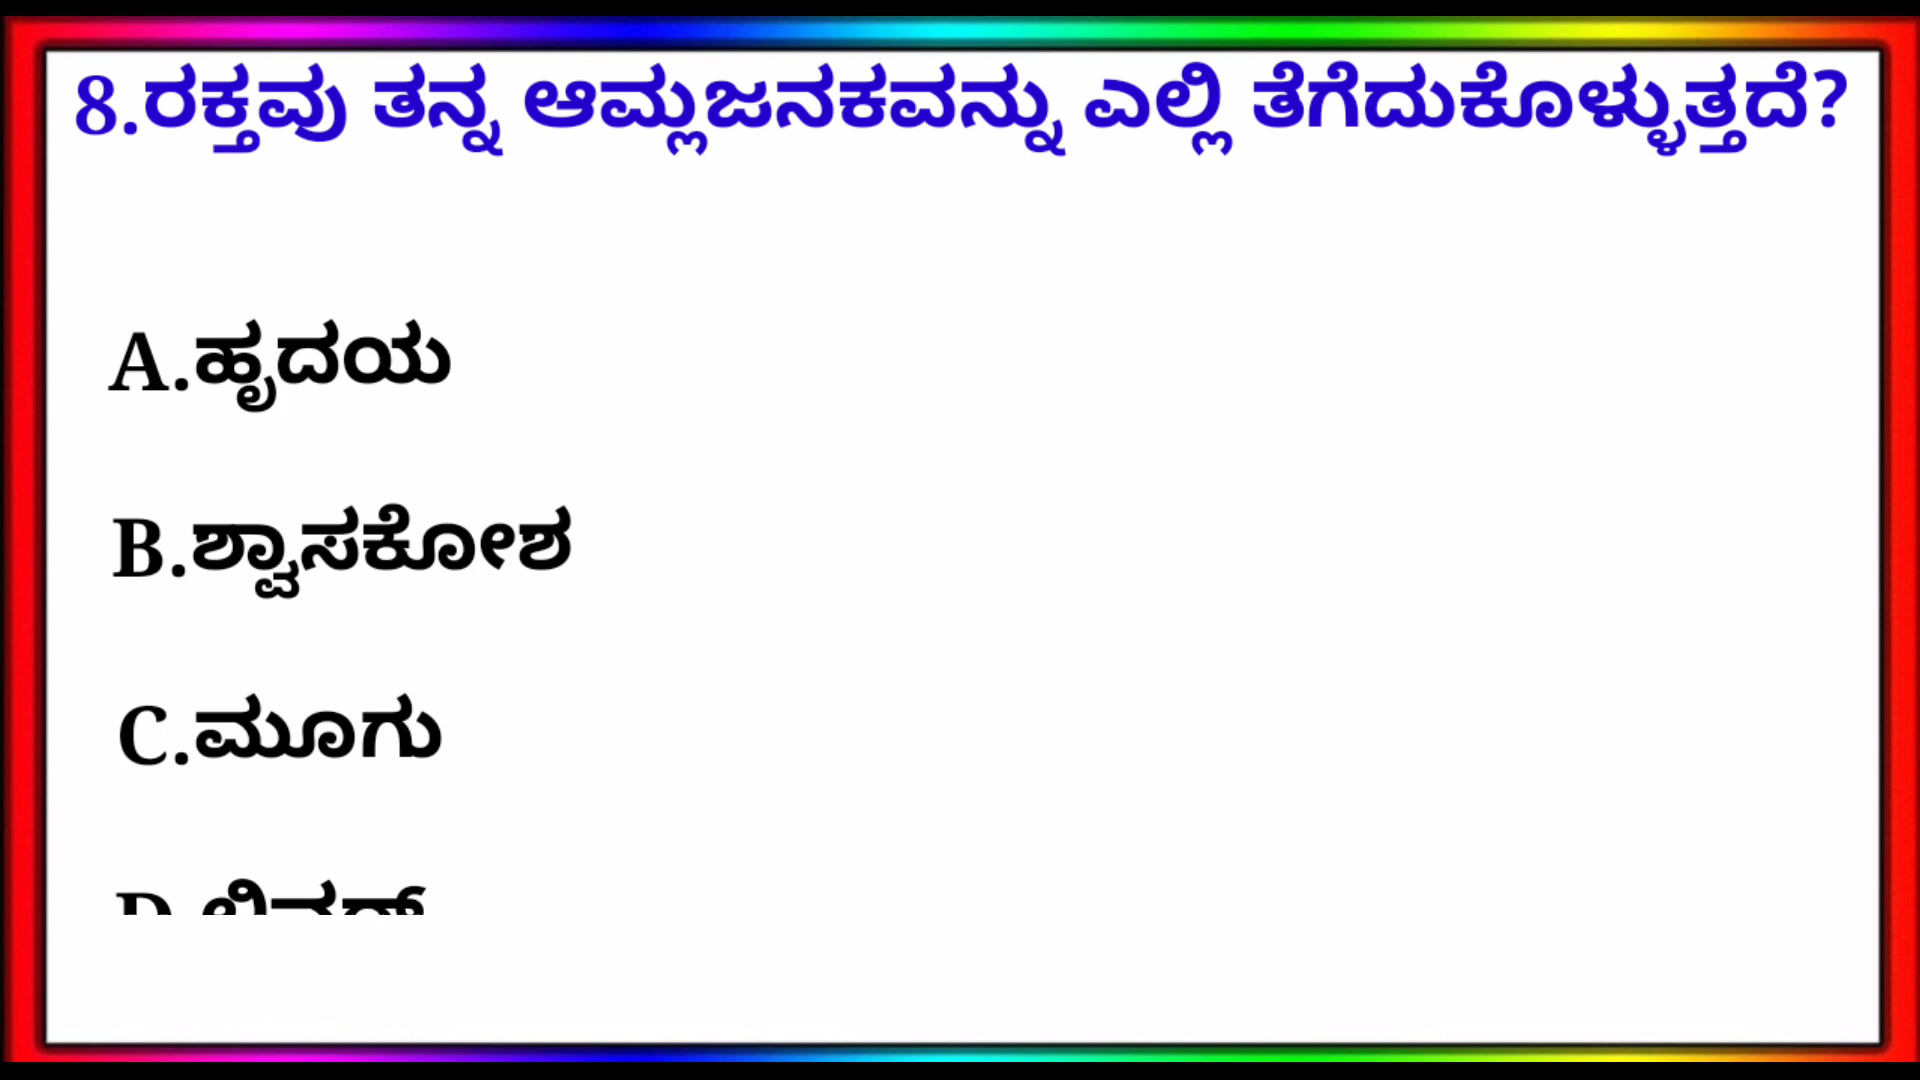 8.ರಕ್ತವು ತನ್ನ ಆಮ್ಲಜನಕವನ್ನು ಎಲ್ಲಿ ತೆಗೆದುಕೊಳ್ಳುತ್ತದೆ?
A.ಹೃದಯ
B.ಶ್ವಾಸಕೋಶ
C.ಮೂಗು